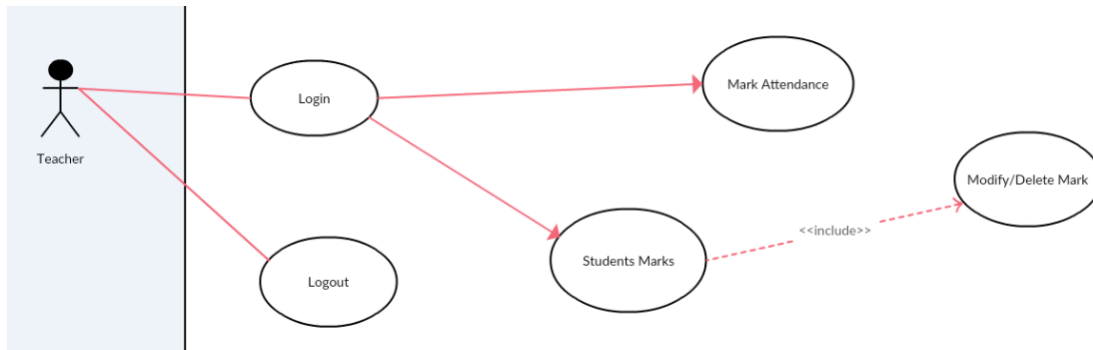 Mark Attendance
Login
Teacher
Modify/Delete Mark
<<include>>
Students Marks
Logout